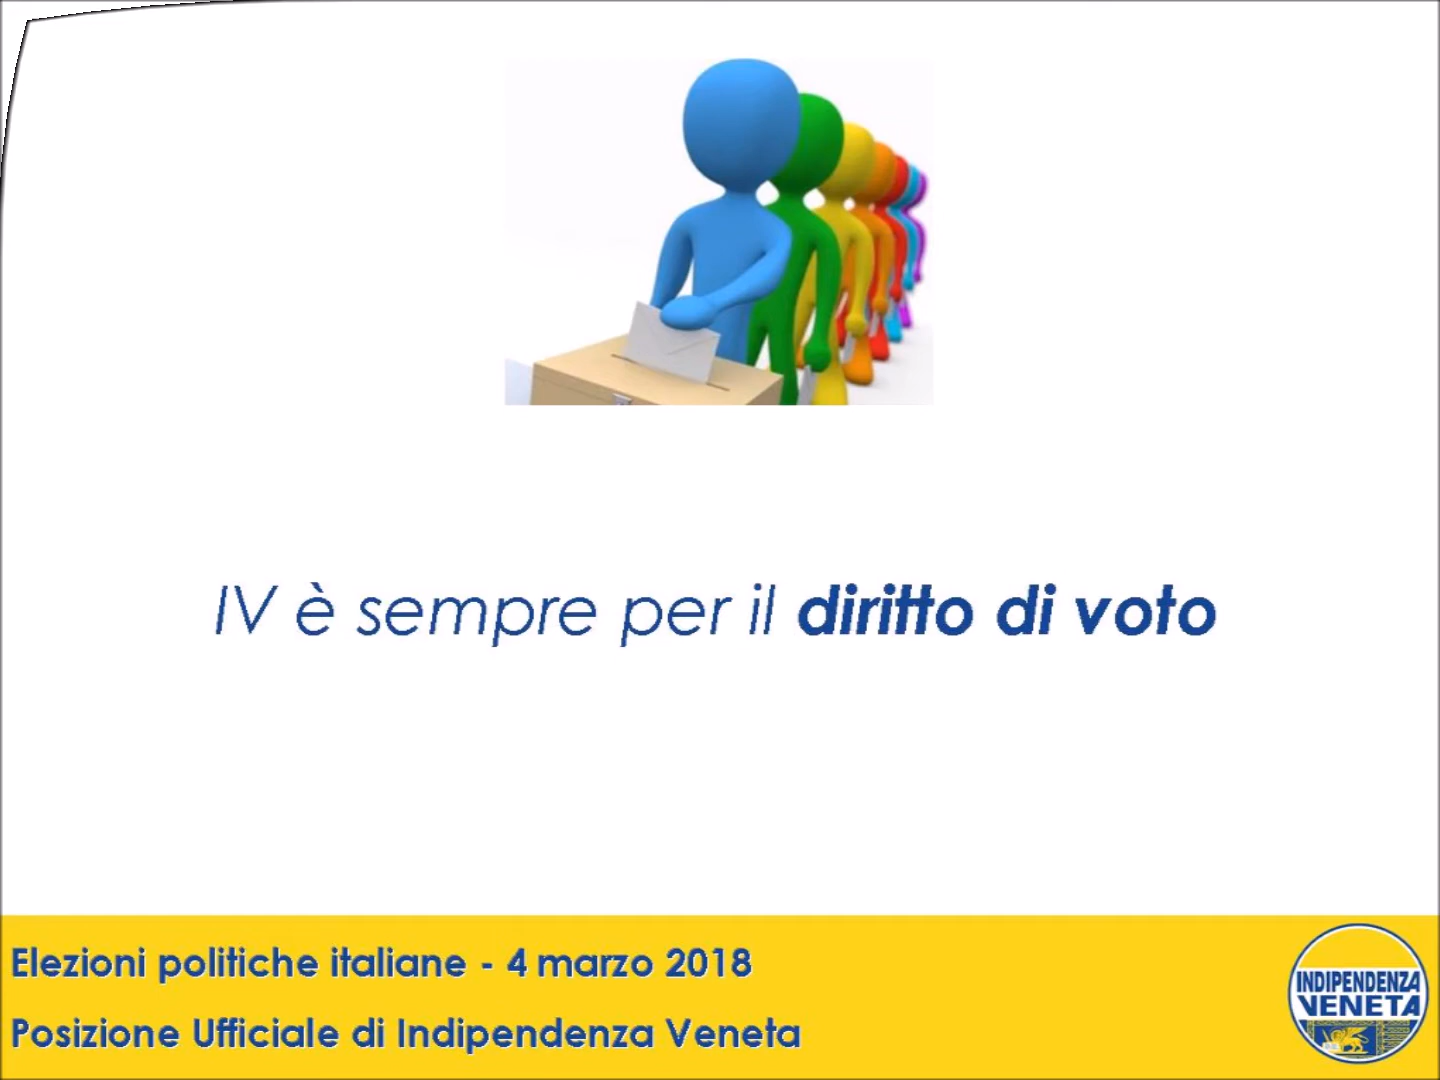 IV è sempre per il diritto di voto
Elezioni politiche italiane - 4 marzo 2018
Posizione Ufficiale di Indipendenza Veneta
INDIPENDENZA
VENETA